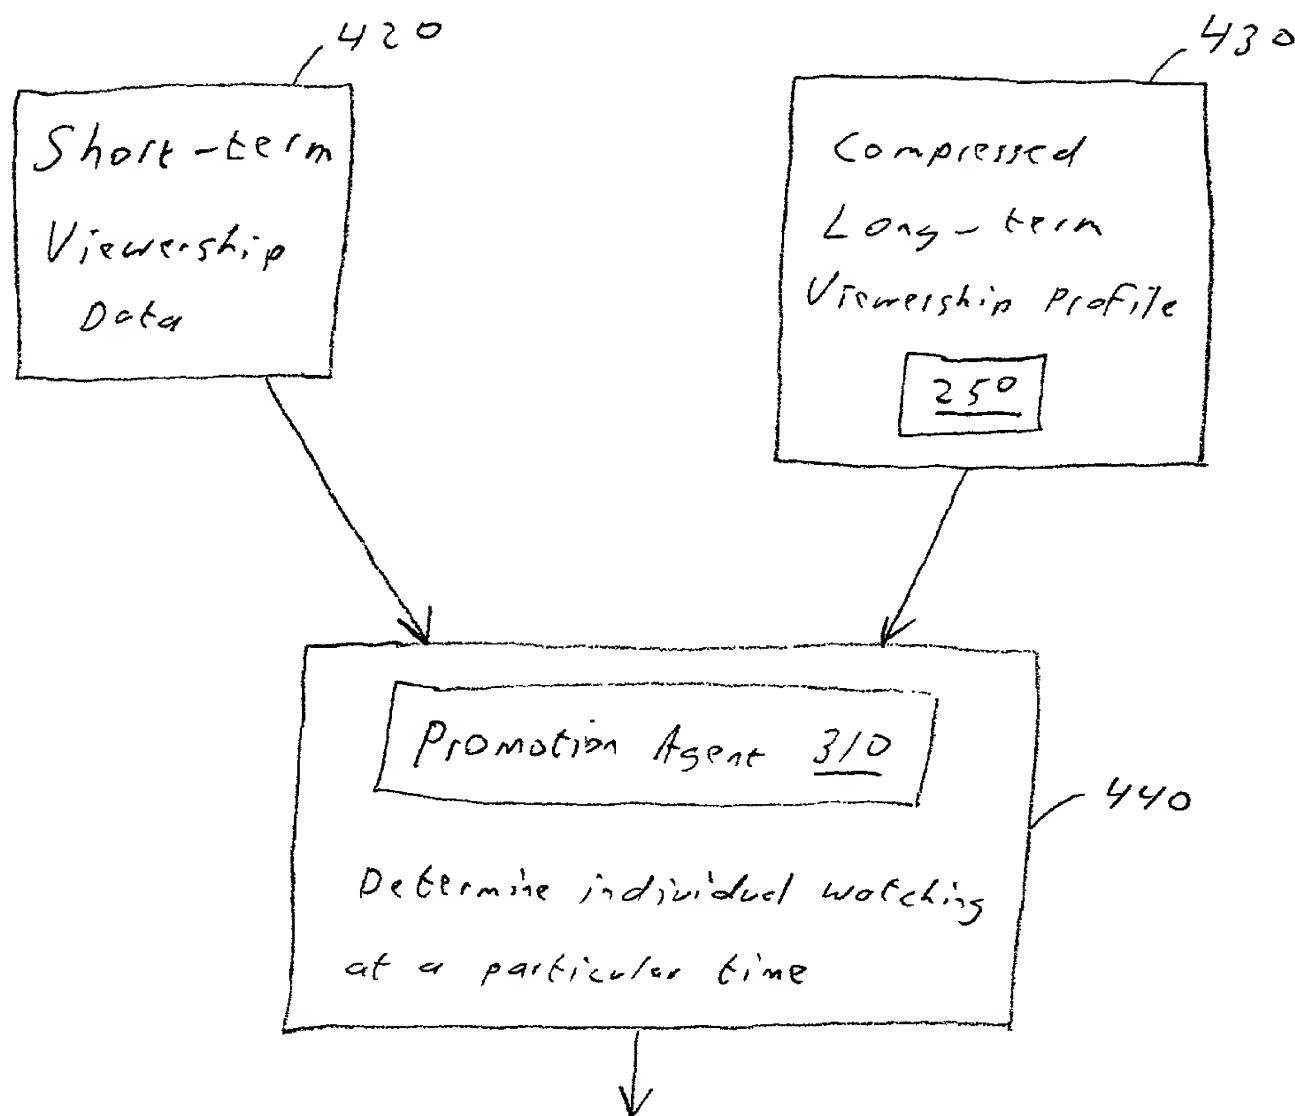 420
Short-term
Viewership
Data
430
Compressed
Long-term
Viewership Profile
250
Promotion Agent 310
440
Determine individual watching
at a particular time